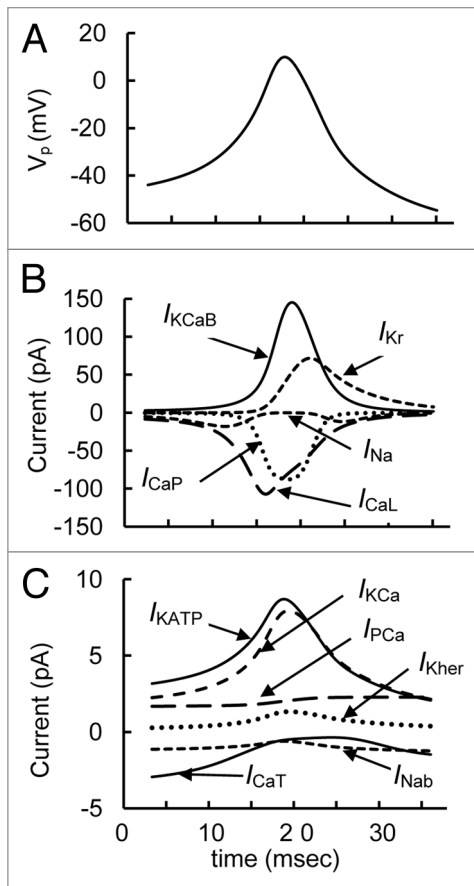 A
20
0
-20
-40
-60
Vp (mV)
B
150
100
50
0
-50
-100
-150
Current (pA)
IKCaB
IKr
INa
ICaP
ICaL
C
10
5
0
-5
Current (pA)
IKATP
IKCa
IPCa
IKher
ICaT
INab
0 10 2 0 30
time (msec)